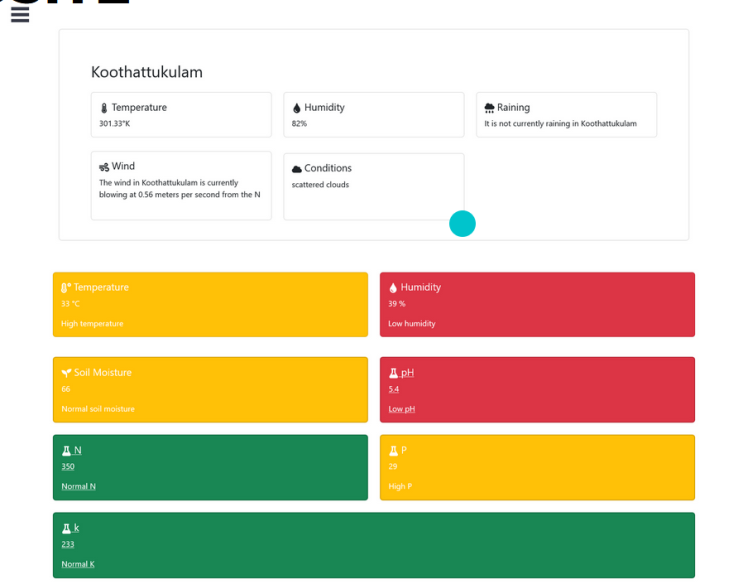 Koothattukulam
Temperature
301.33°K
Humidity
82%
Raining
It is not currently raining in Koothattukulam
Wind
The wind in Koothattukulam is currently
blowing at 0.56 meters per second from the N
Conditions
scattered clouds
Temperature
33 °C
High temperature
Humidity
39 %
Low humidity
Soil Moisture
66
Normal soil moisture
pH
5.4
Low pH
N
350
Normal N
P
29
High P
k
233
Normal K